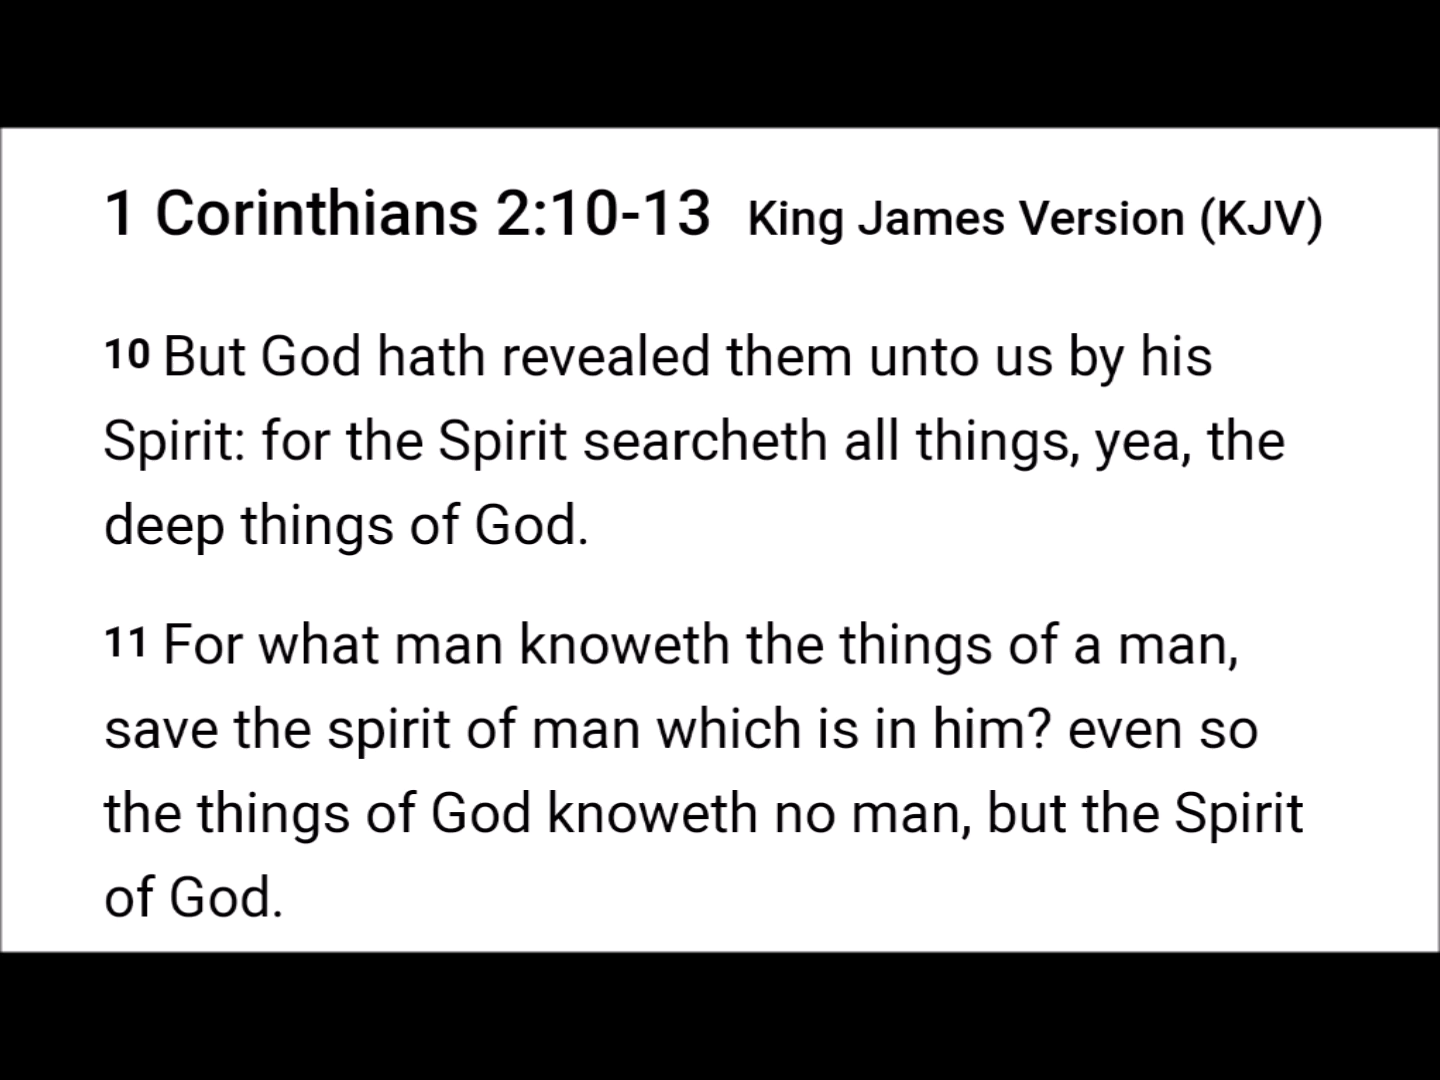 1 Corinthians 2:10-13 King James Version (KJV)
10 But God hath revealed them unto us by his
Spirit: for the Spirit searcheth all things, yea, the
deep things of God.
11 For what man knoweth the things of a man,
save the spirit of man which is in him? even so
the things of God knoweth no man, but the Spirit
of God.